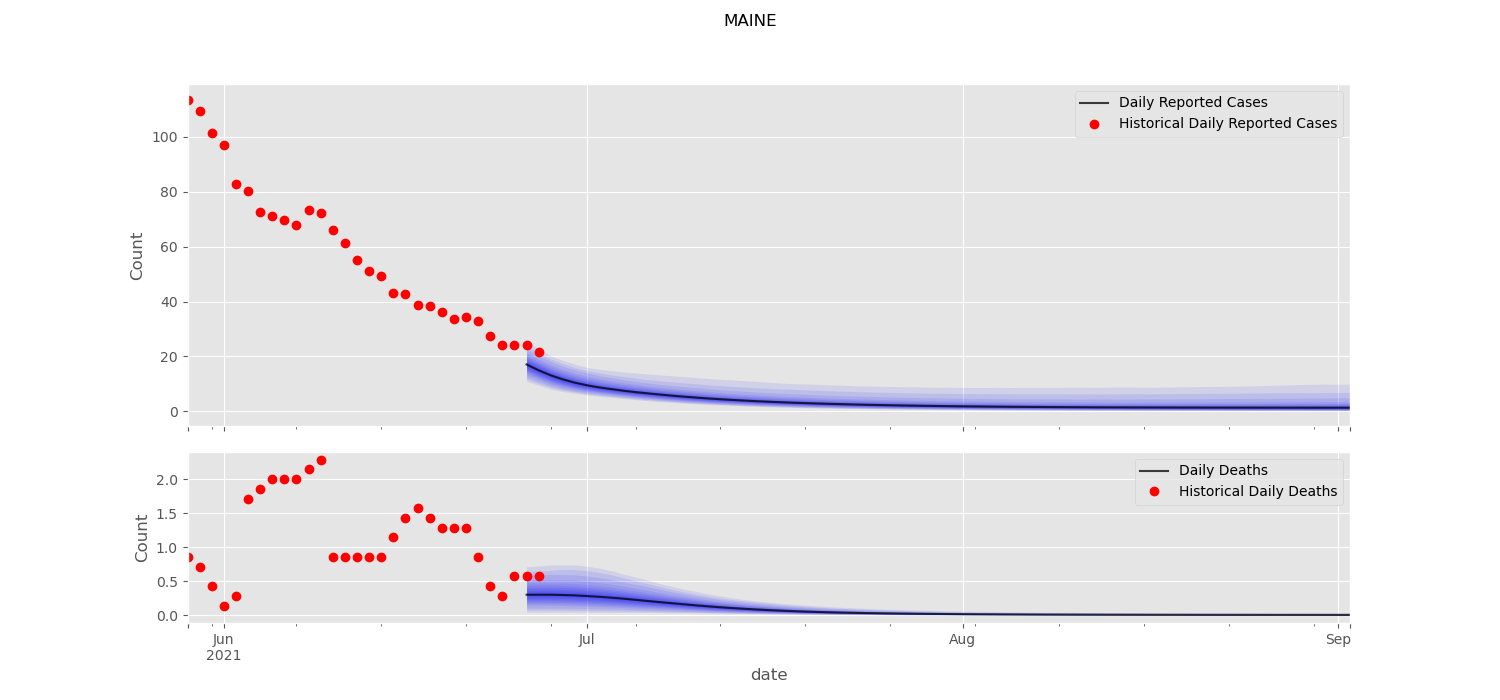 MAINE
Daily Reported Cases
Historical Daily Reported Cases
100
80
60
40
20
0
Count
Daily Deaths
Historical Daily Deaths
2.0
1.5
1.0
0.5
0.0
Count
Jun
2021
Jul
Aug
Sep
date